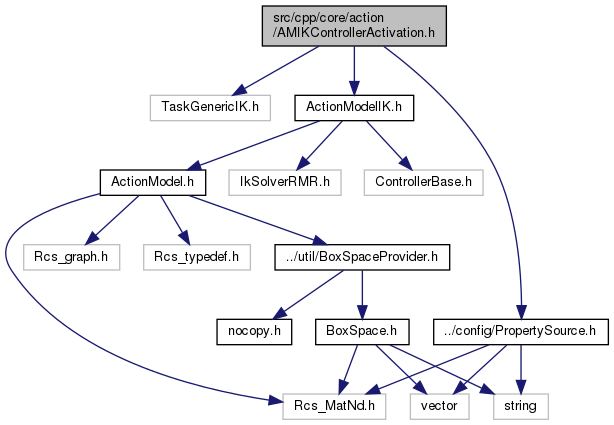 src/cpp/core/action
/AMIKControllerActivation.h
TaskGenericIK.h
ActionModelIK.h
ActionModel.h
IkSolverRMR.h
ControllerBase.h
Rcs_graph.h
Rcs_typedef.h
../util/BoxSpaceProvider.h
nocopy.h
BoxSpace.h
../config/PropertySource.h
Rcs_MatNd.h
vector
string